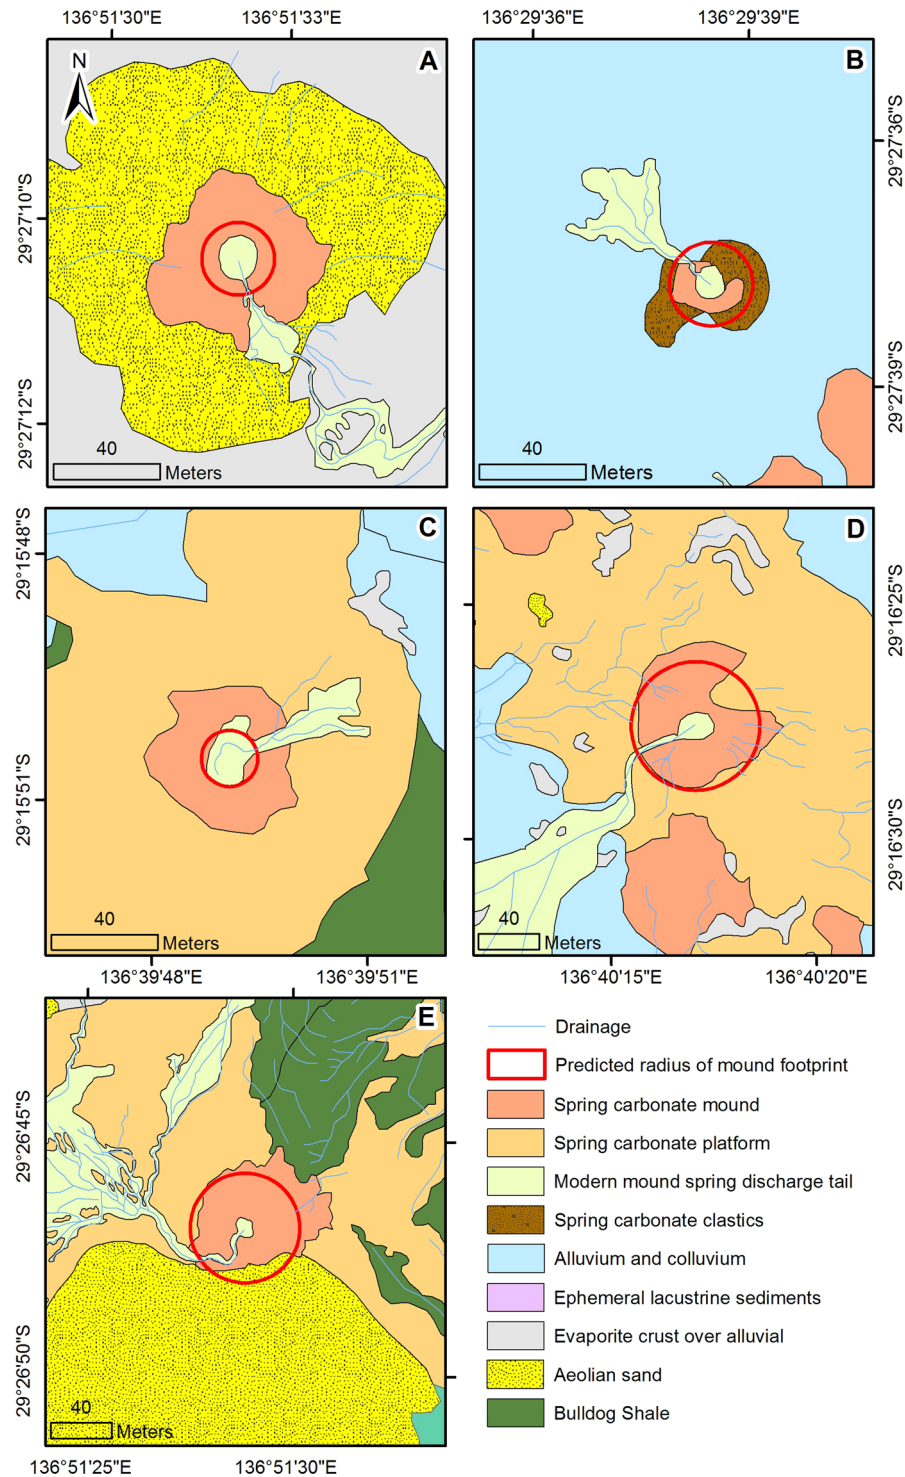 136°51'30"E 136°51'33"E 136°29'36"E 136°29'39"E
N
A
B
29°27'10"S
29°27'12"S
29°27'36"S
29°27'39"S
40
Meters
40
Meters
C
D
29°15'48"S
29°15'51"S
29°16'25"S
29°16'30"S
40
Meters
40
Meters
136°39'48"E 136°39'51"E 136°40'15"E 136°40'20"E
E
29°26'45"S
29°26'50"S
40
Meters
136°51'25"E 136°51'30"E
Drainage
Predicted radius of mound footprint
Spring carbonate mound
Spring carbonate platform
Modern mound spring discharge tail
Spring carbonate clastics
Alluvium and colluvium
Ephemeral lacustrine sediments
Evaporite crust over alluvial
Aeolian sand
Bulldog Shale